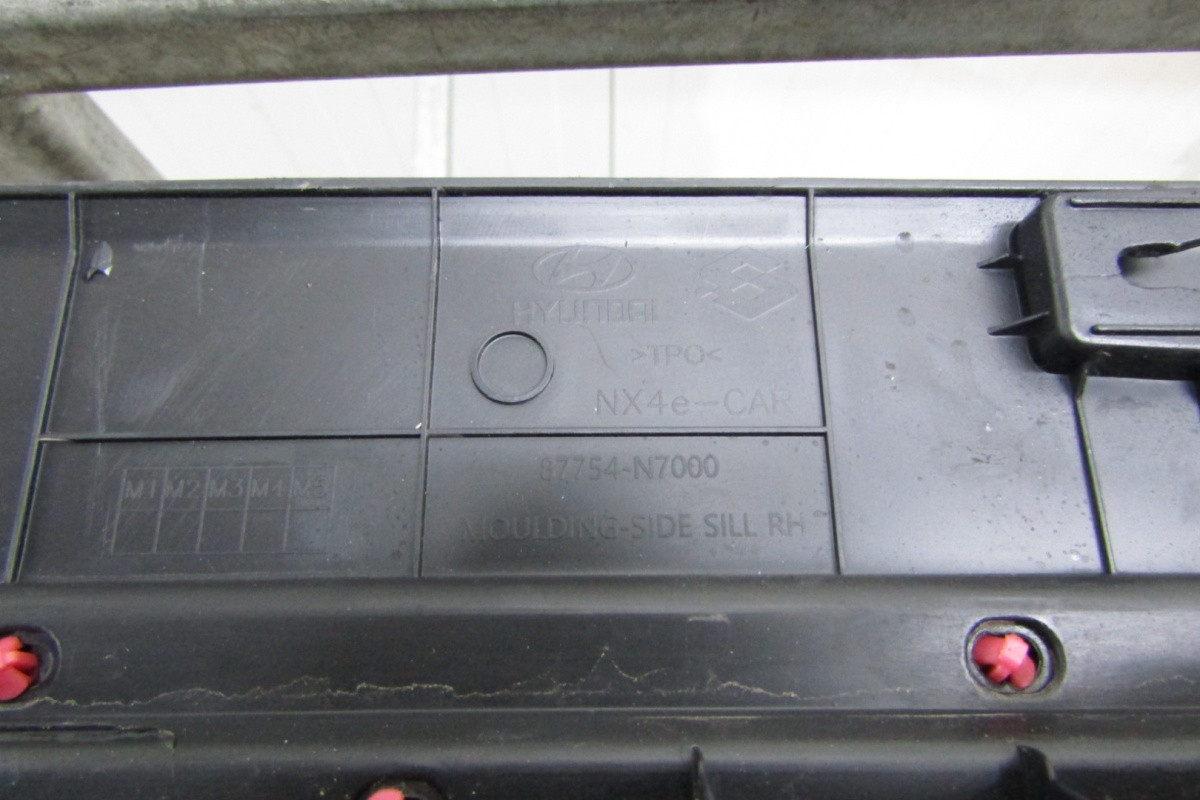 HYUNDAI
>TPO<
NX4e-CAR
87754-N7000
MOULDING-SIDE SILL RH
M1 M2 M3 M4 M5